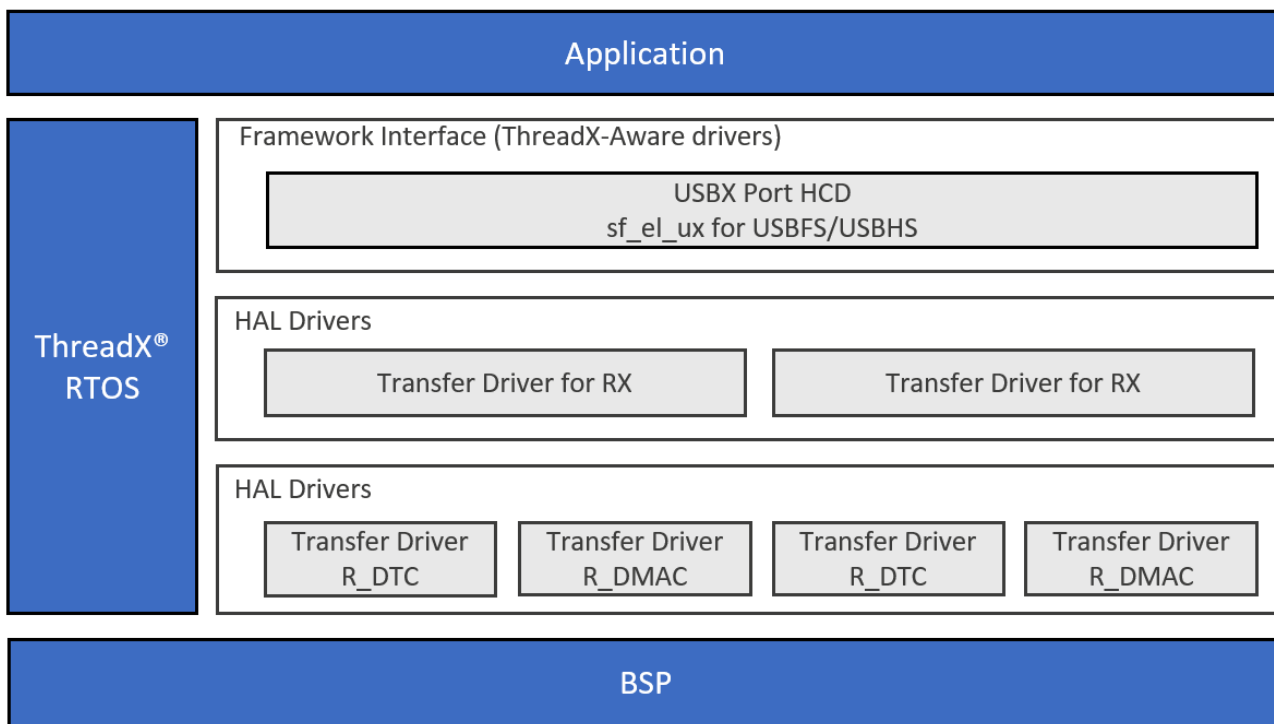 Application
ThreadX®
RTOS
Framework Interface (ThreadX-Aware drivers)
USBX Port HCD
sf_el_ux for USBFS/USBHS
HAL Drivers
Transfer Driver for RX
Transfer Driver for RX
HAL Drivers
Transfer Driver
R_DTC
Transfer Driver
R_DMAC
Transfer Driver
R_DTC
Transfer Driver
R_DMAC
BSP